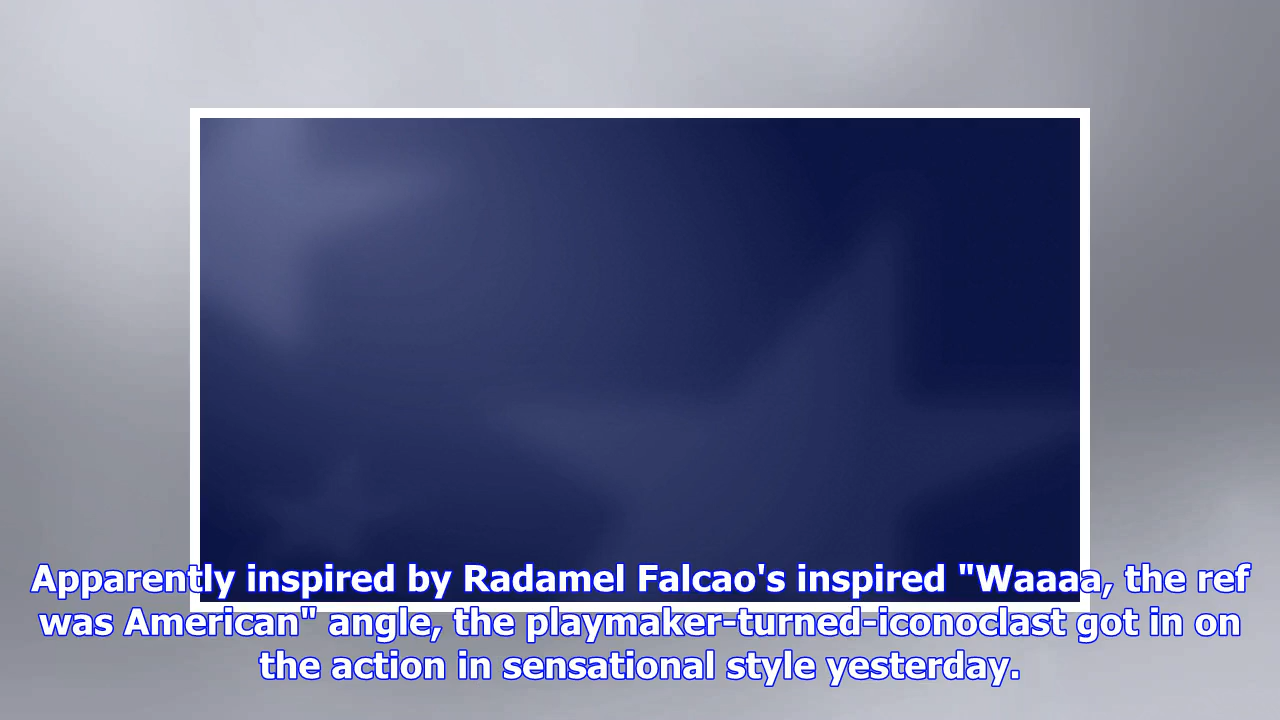 Apparently inspired by Radamel Falcao's inspired "Waaaa, the ref
was American" angle, the playmaker-turned-iconoclast got in on
the action in sensational style yesterday.